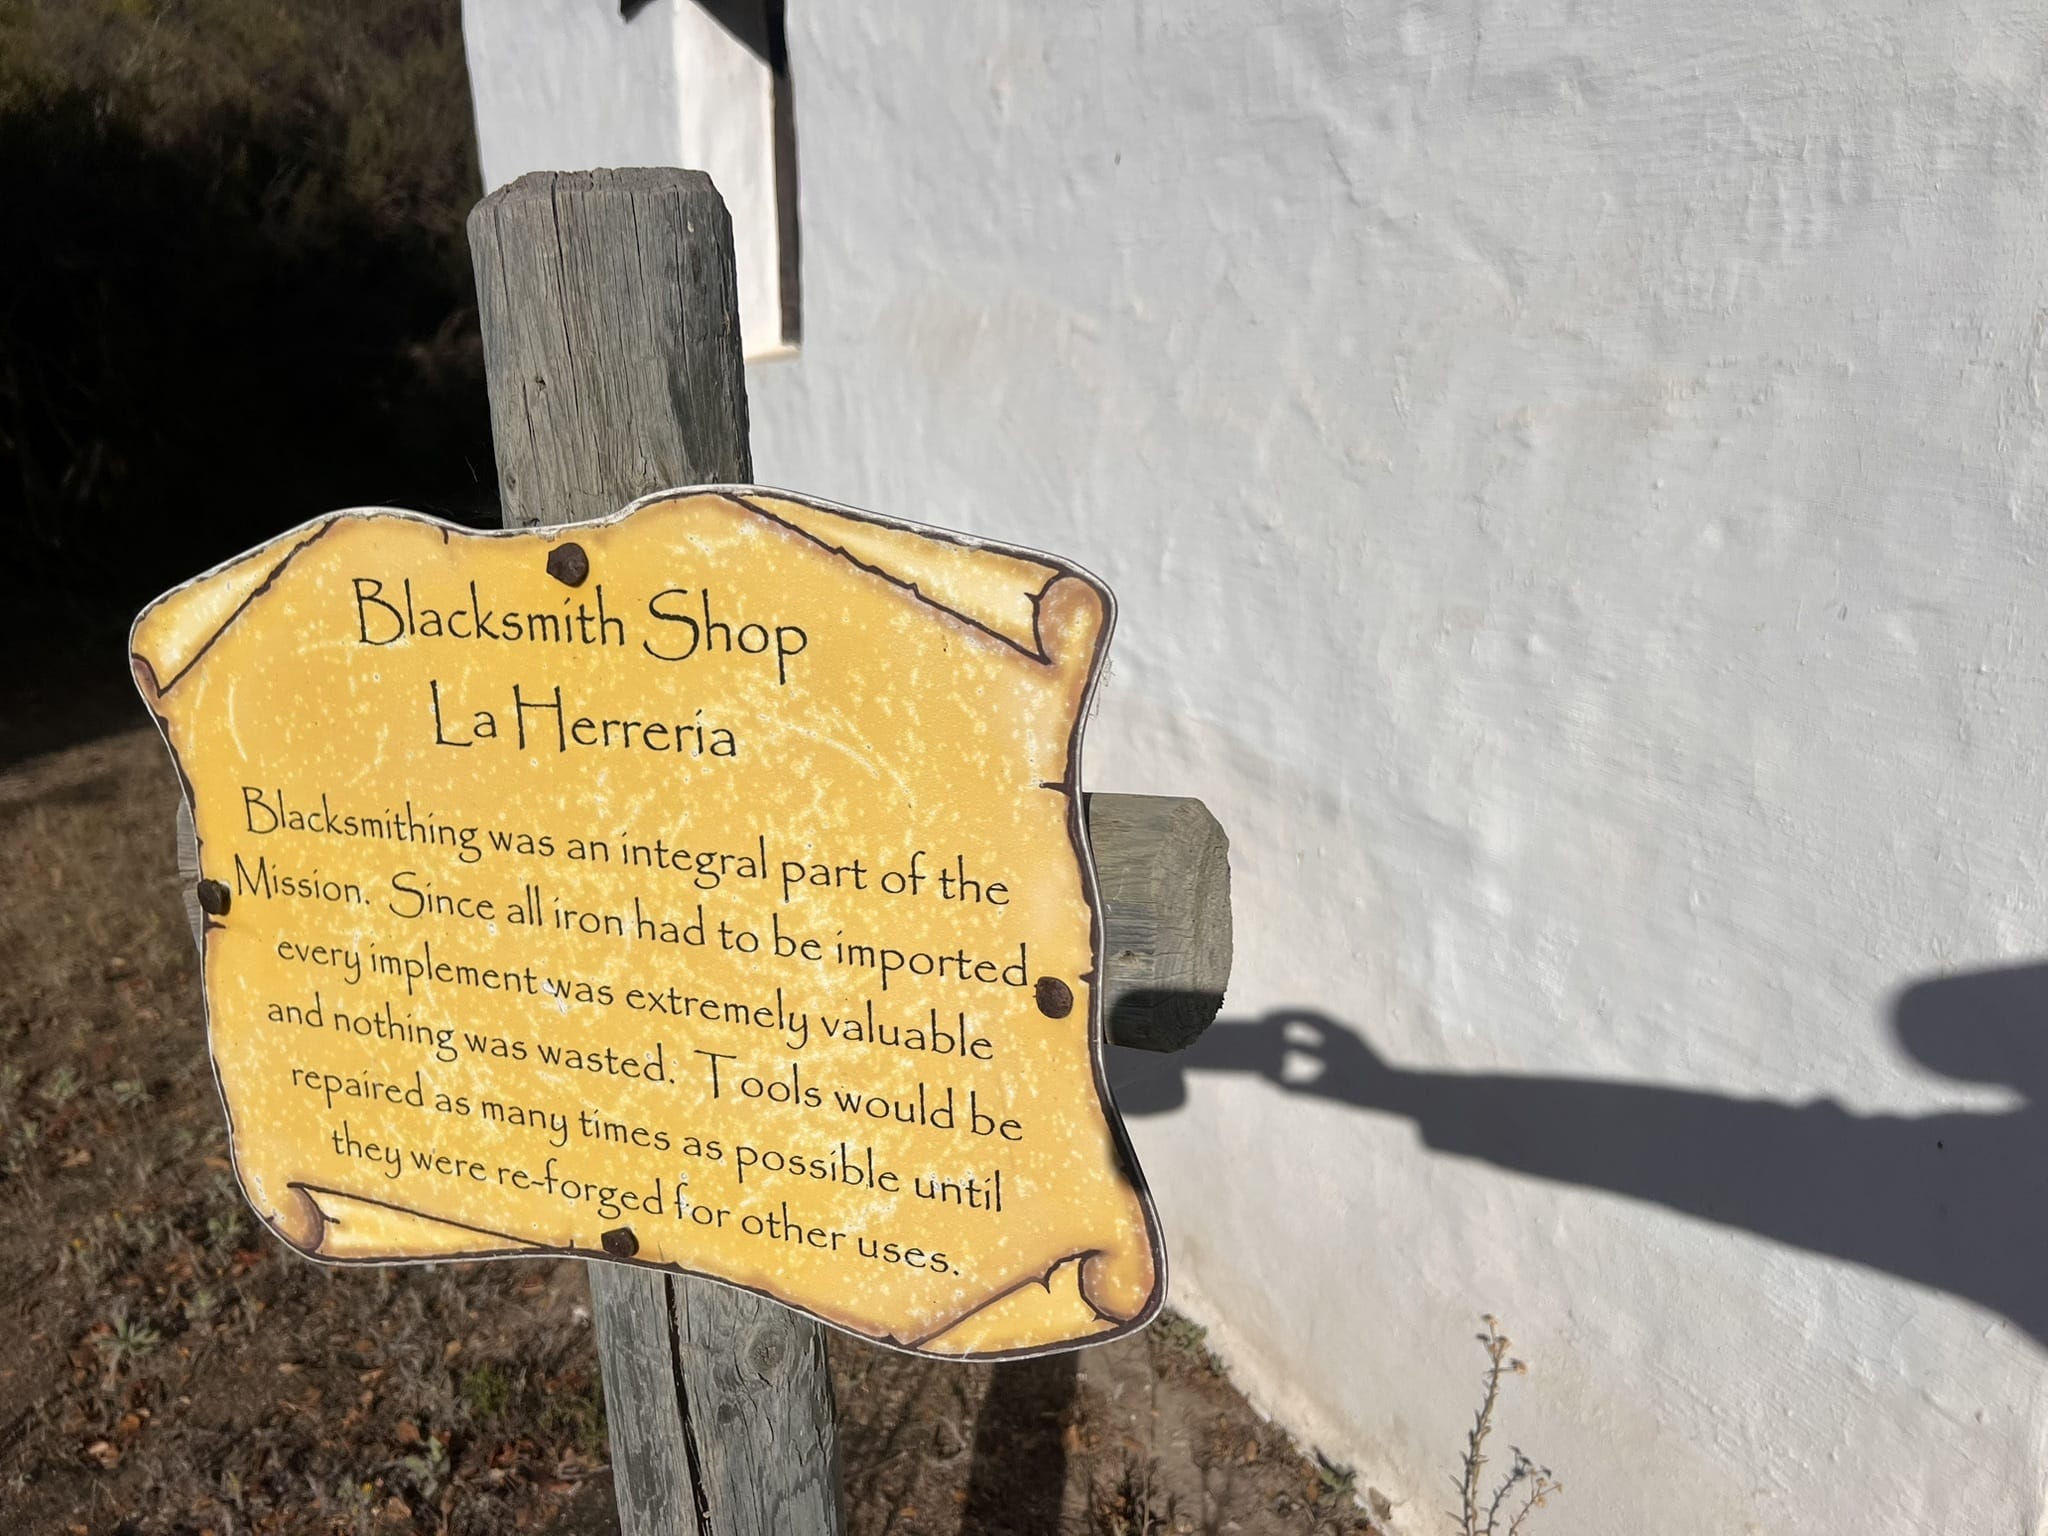 Blacksmith Shop
La Herrería
Blacksmithing was an integral part of the
Mission. Since all iron had to be imported
every implement was extremely valuable
and nothing was wasted. Tools would be
repaired as many times as possible until
they were re-forged for other uses.